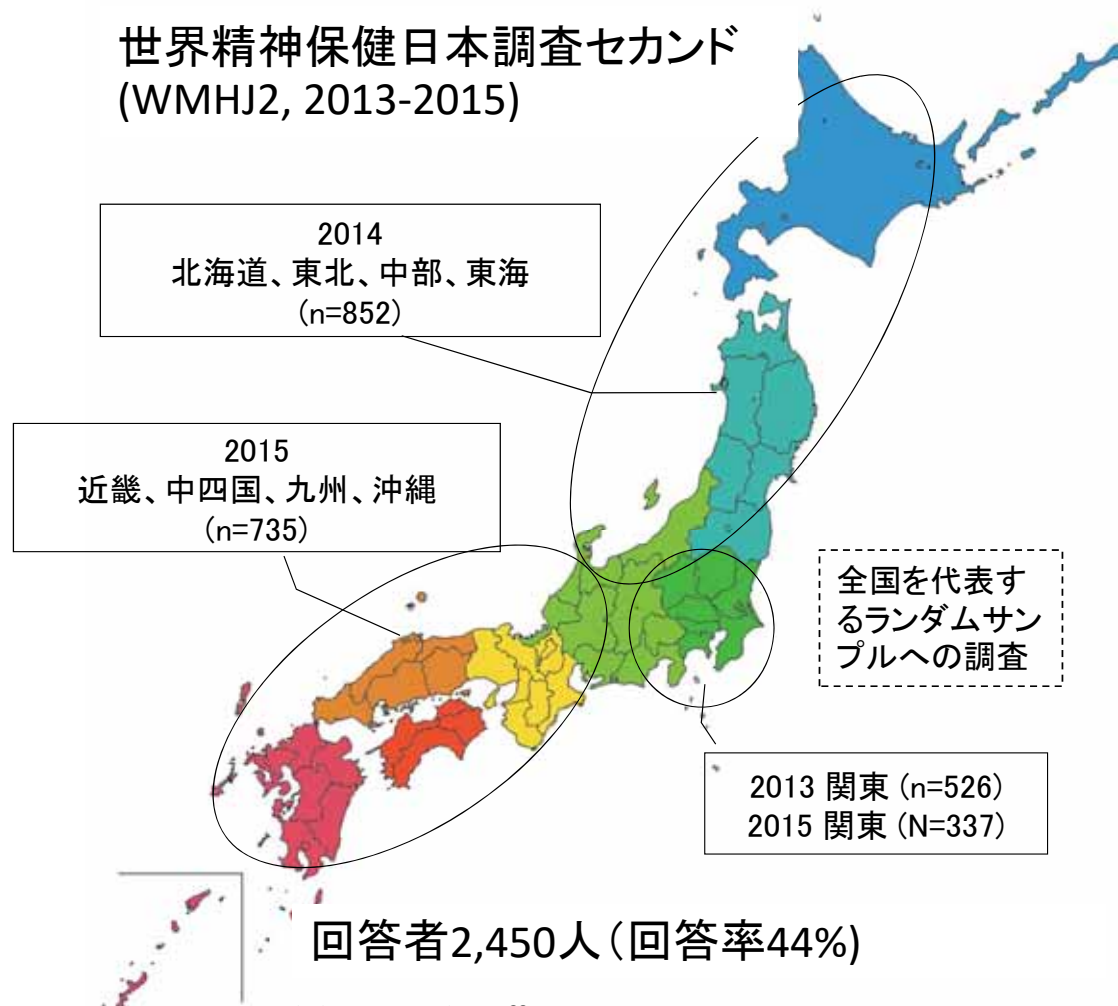 世界精神保健日本調査セカンド
(WMHJ2, 2013-2015)
2014
北海道、東北、中部、東海
(n=852)
2015
近畿、中四国、九州、沖縄
(n=735)
全国を代表す
るランダムサン
プルへの調査
2013 関東 (n=526)
2015 関東 (N=337)
回答者2,450人（回答率44%)